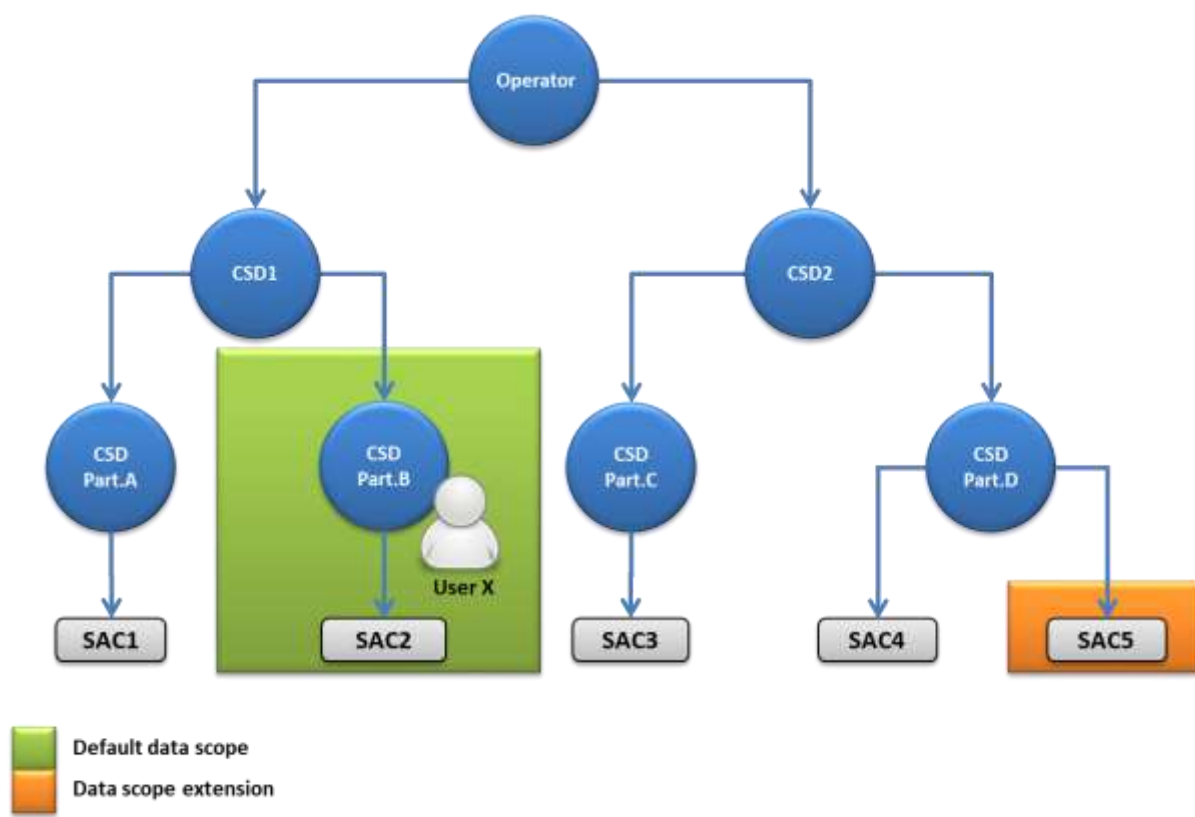 Operator
CSD1
CSD2
CSD
Part.A
CSD
Part.B
CSD
Part.C
CSD
Part.D
User X
SAC1
SAC2
SAC3
SAC4
SAC5
Default data scope
Data scope extension